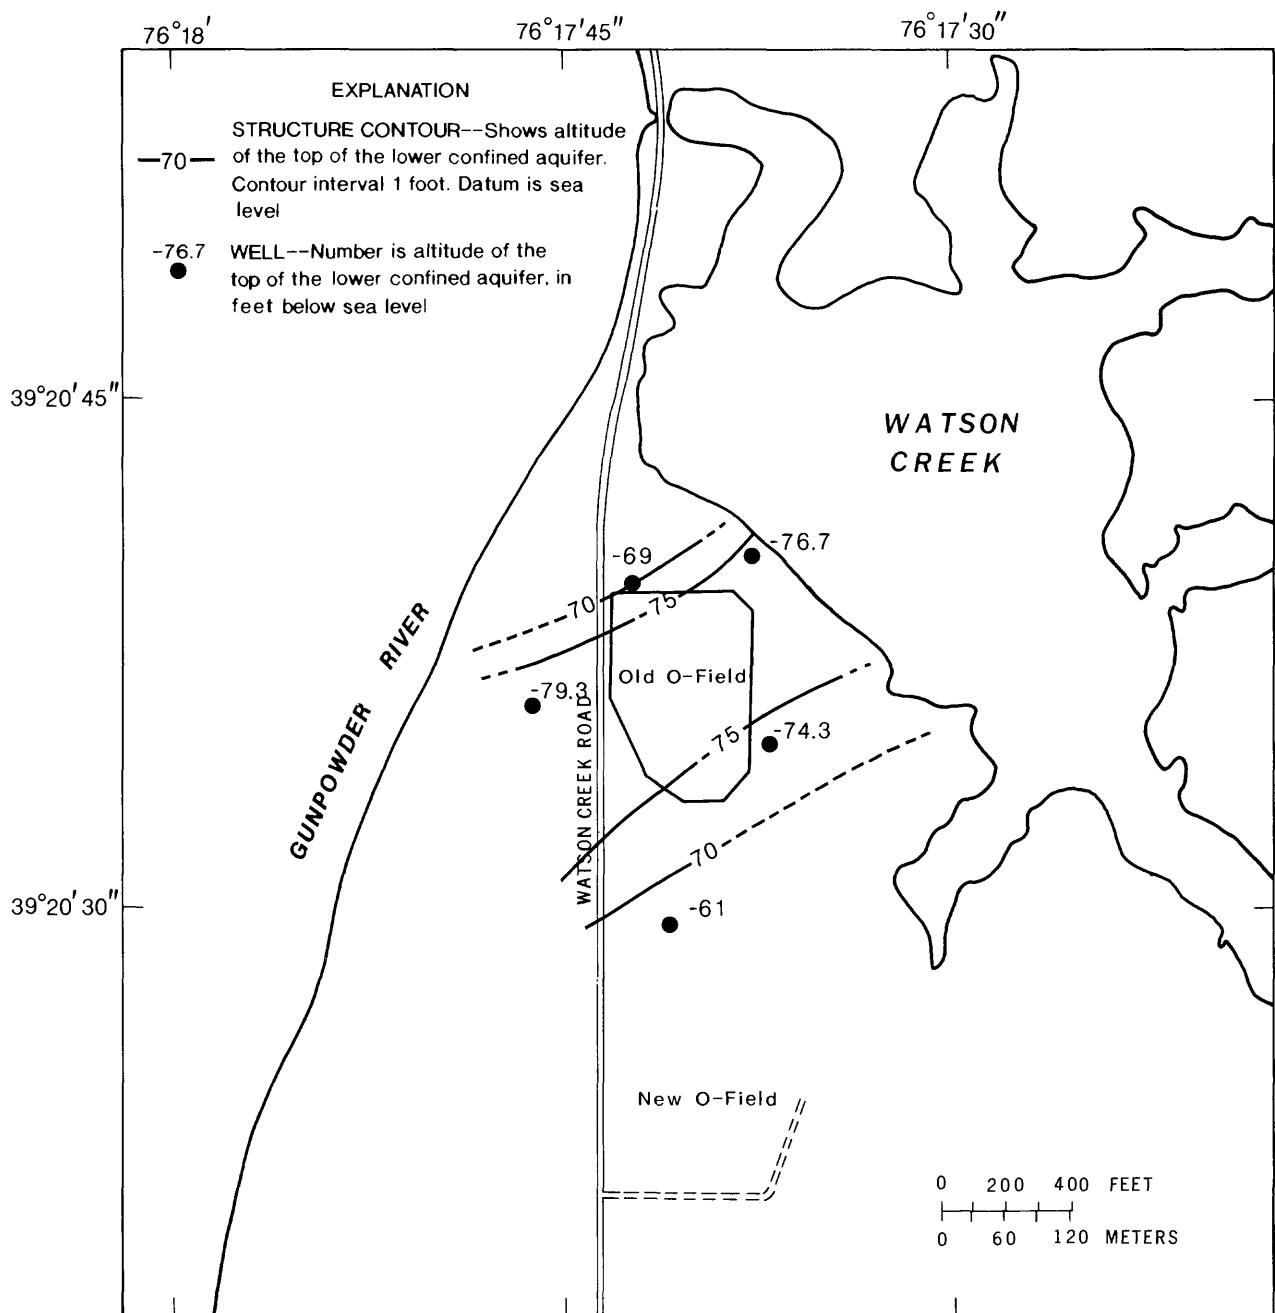 76°18′ 76°17′45″ 76°17′30″
EXPLANATION
STRUCTURE CONTOUR--Shows altitude
—70— of the top of the lower confined aquifer.
Contour interval 1 foot. Datum is sea
level
-76.7 WELL--Number is altitude of the
top of the lower confined aquifer, in
feet below sea level
39°20′45″
WATSON
CREEK
-76.7
-69
70
75
GUNPOWDER RIVER
Old O-Field
-79.3
WATSON CREEK ROAD
75
-74.3
70
39°20′30″
-61
New O-Field
0 200 400 FEET
0 60 120 METERS